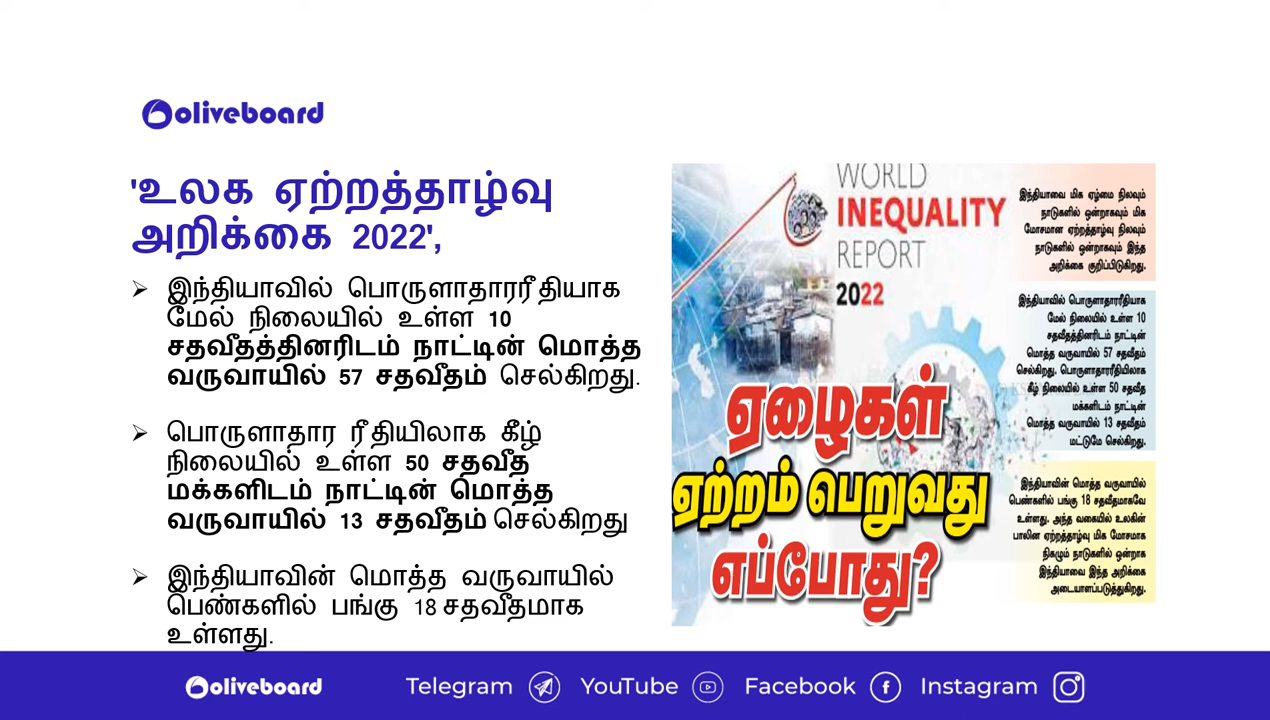 oliveboard
'உலக ஏற்றத்தாழ்வு
அறிக்கை 2022',
➢ இந்தியாவில் பொருளாதாரரீதியாக
மேல் நிலையில் உள்ள 10
சதவீதத்தினரிடம் நாட்டின் மொத்த
வருவாயில் 57 சதவீதம் செல்கிறது.
➢ பொருளாதார ரீதியிலாக கீழ்
நிலையில் உள்ள 50 சதவீத
மக்களிடம் நாட்டின் மொத்த
வருவாயில் 13 சதவீதம் செல்கிறது
➢ இந்தியாவின் மொத்த வருவாயில்
பெண்களில் பங்கு 18 சதவீதமாக
உள்ளது.
WORLD
INEQUALITY
REPORT
2022
ஏழைகள்
ஏற்றம் பெறுவது
எப்போது?
இந்தியாவை மிக ஏழ்மை நிலவும்
நாடுகளில் ஒன்றாகவும் மிக
மோசமான ஏற்றத்தாழ்வு நிலவும்
நாடுகளில் ஒன்றாகவும் இந்த
அறிக்கை குறிப்பிடுகிறது.
இந்தியாவில் பொருளாதாரரீதியாக
மேல் நிலையில் உள்ள 10
சதவீதத்தினரிடம் நாட்டின்
மொத்த வருவாயில் 57 சதவீதம்
செல்கிறது. பொருளாதாரரீதியிலாக
கீழ் நிலையில் உள்ள 50 சதவீத
மக்களிடம் நாட்டின்
மொத்த வருவாயில் 13 சதவீதம்
மட்டுமே செல்கிறது.
இந்தியாவின் மொத்த வருவாயில்
பெண்களில் பங்கு 18 சதவீதமாகவே
உள்ளது. அந்த வகையில் உலகின்
பாலின ஏற்றத்தாழ்வு மிக மோசமாக
நிகழும் நாடுகளில் ஒன்றாக
இந்தியாவை இந்த அறிக்கை
அடையாளப்படுத்துகிறது.
oliveboard Telegram YouTube Facebook Instagram